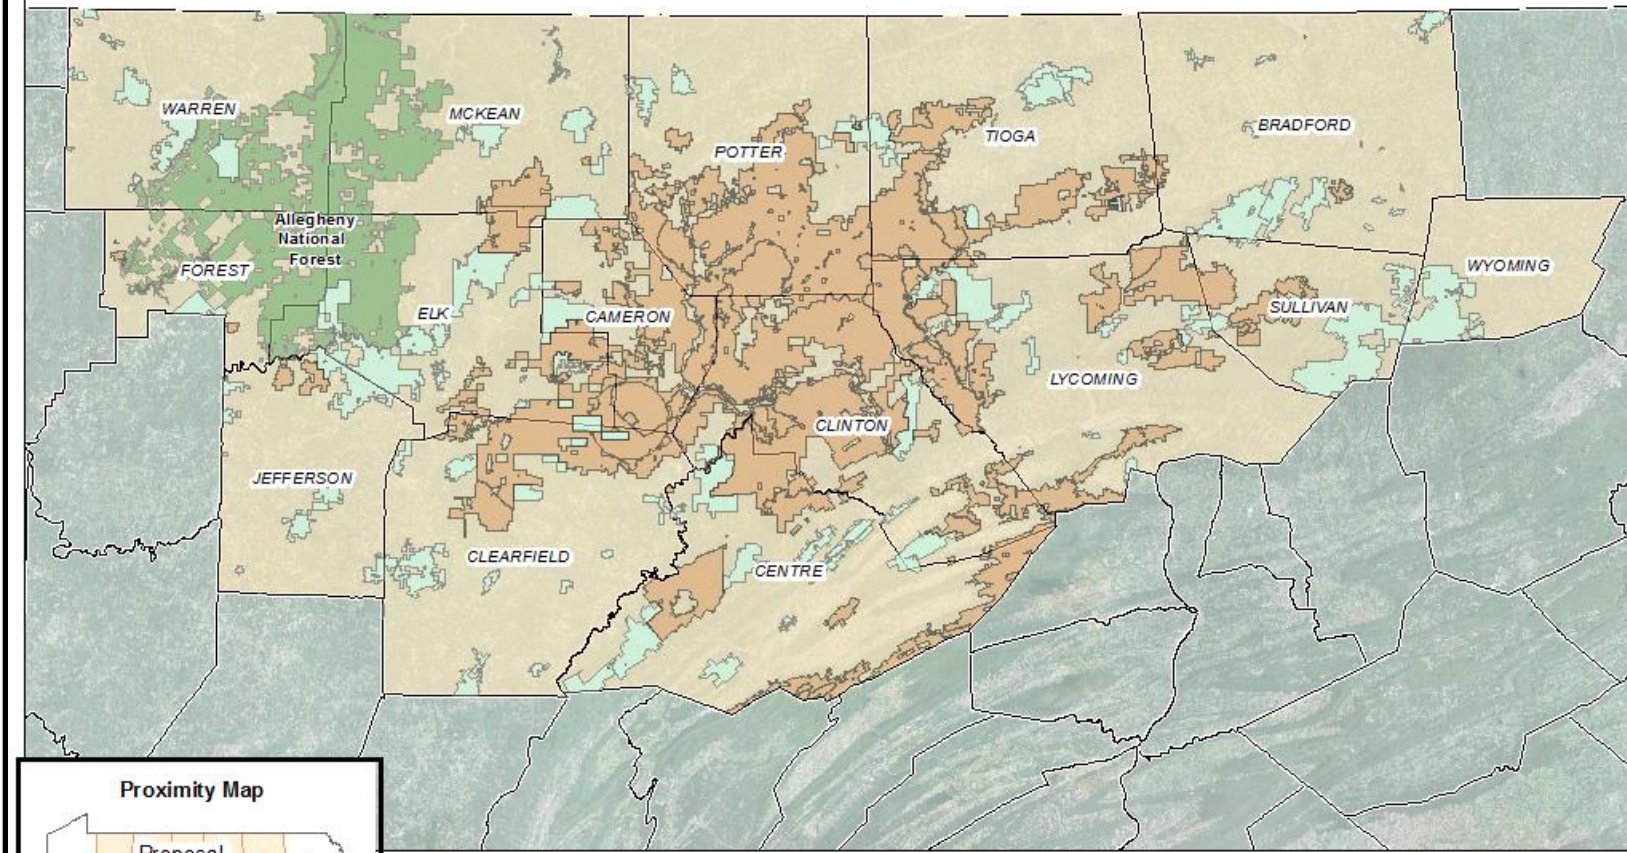 WARREN
MCKEAN
POTTER
TIOGA
BRADFORD
Allegheny
National
Forest
FOREST
ELK
CAMERON
SULLIVAN
WYOMING
LYCOMING
CLINTON
JEFFERSON
CLEARFIELD
CENTRE
Proximity Map
Proposal